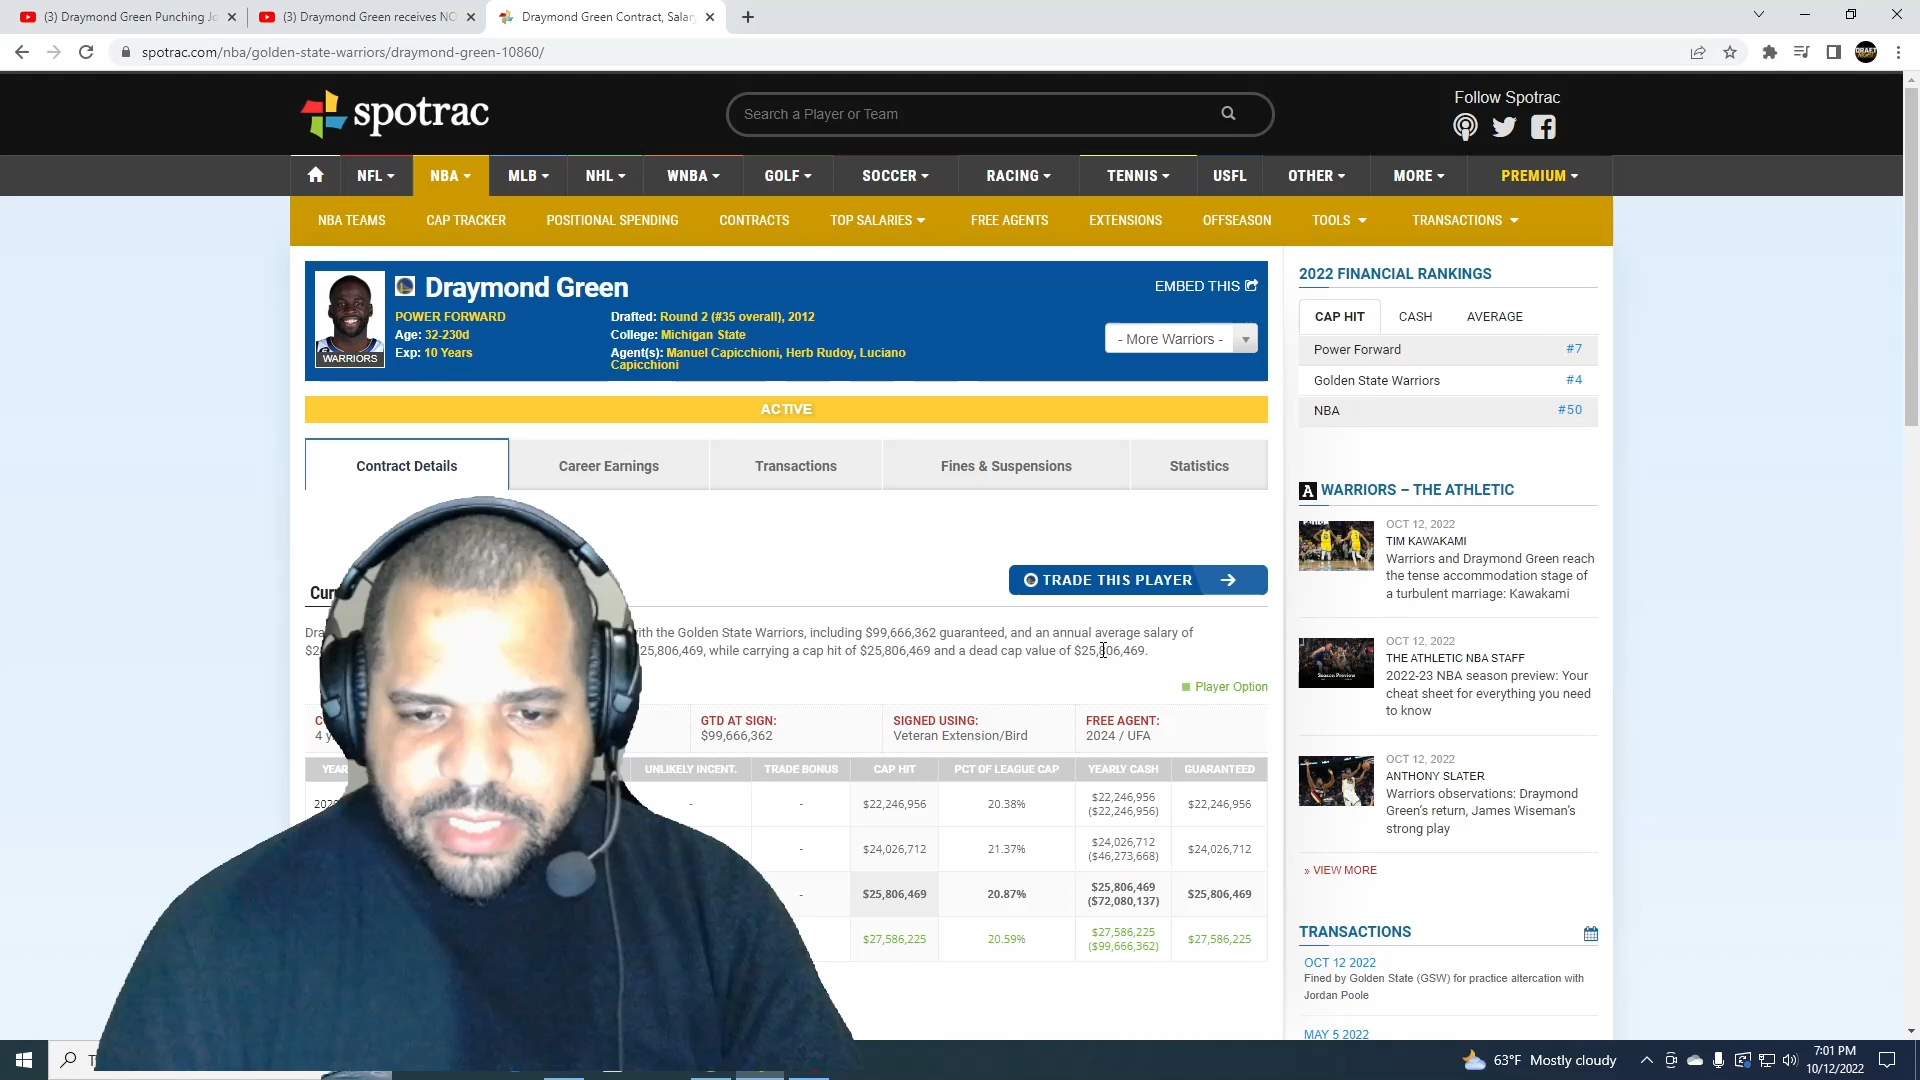 (3) Draymond Green Punching Jo
(3) Draymond Green receives NO
Draymond Green Contract, Salar
spotrac.com/nba/golden-state-warriors/draymond-green-10860/
spotrac
Search a Player or Team
Follow Spotrac
NFL
NBA
MLB
NHL
WNBA
GOLF
SOCCER
RACING
TENNIS
USFL
OTHER
MORE
PREMIUM
NBA TEAMS
CAP TRACKER
POSITIONAL SPENDING
CONTRACTS
TOP SALARIES
FREE AGENTS
EXTENSIONS
OFFSEASON
TOOLS
TRANSACTIONS
Draymond Green
EMBED THIS
POWER FORWARD
Age: 32-230d
Exp: 10 Years
WARRIORS
Drafted: Round 2 (#35 overall), 2012
College: Michigan State
Agent(s): Manuel Capicchioni, Herb Rudoy, Luciano
Capicchioni
- More Warriors -
ACTIVE
Contract Details
Career Earnings
Transactions
Fines & Suspensions
Statistics
TRADE THIS PLAYER
Cur
Dra
ith the Golden State Warriors, including $99,666,362 guaranteed, and an annual average salary of
$2
25,806,469, while carrying a cap hit of $25,806,469 and a dead cap value of $25,806,469.
Player Option
C
4 y
GTD AT SIGN:
$99,666,362
SIGNED USING:
Veteran Extension/Bird
FREE AGENT:
2024 / UFA
YEAR
UNLIKELY INCENT.
TRADE BONUS
CAP HIT
PCT OF LEAGUE CAP
YEARLY CASH
GUARANTEED
2020
-
-
$22,246,956
20.38%
$22,246,956
($22,246,956)
$22,246,956
-
$24,026,712
21.37%
$24,026,712
($46,273,668)
$24,026,712
-
$25,806,469
20.87%
$25,806,469
($72,080,137)
$25,806,469
$27,586,225
20.59%
$27,586,225
($99,666,362)
$27,586,225
2022 FINANCIAL RANKINGS
CAP HIT
CASH
AVERAGE
Power Forward #7
Golden State Warriors #4
NBA #50
A WARRIORS – THE ATHLETIC
OCT 12, 2022
TIM KAWAKAMI
Warriors and Draymond Green reach
the tense accommodation stage of
a turbulent marriage: Kawakami
OCT 12, 2022
THE ATHLETIC NBA STAFF
2022-23 NBA season preview: Your
cheat sheet for everything you need
to know
OCT 12, 2022
ANTHONY SLATER
Warriors observations: Draymond
Green's return, James Wiseman's
strong play
» VIEW MORE
TRANSACTIONS
OCT 12 2022
Fined by Golden State (GSW) for practice altercation with
Jordan Poole
MAY 5 2022
T
63°F Mostly cloudy
7:01 PM
10/12/2022